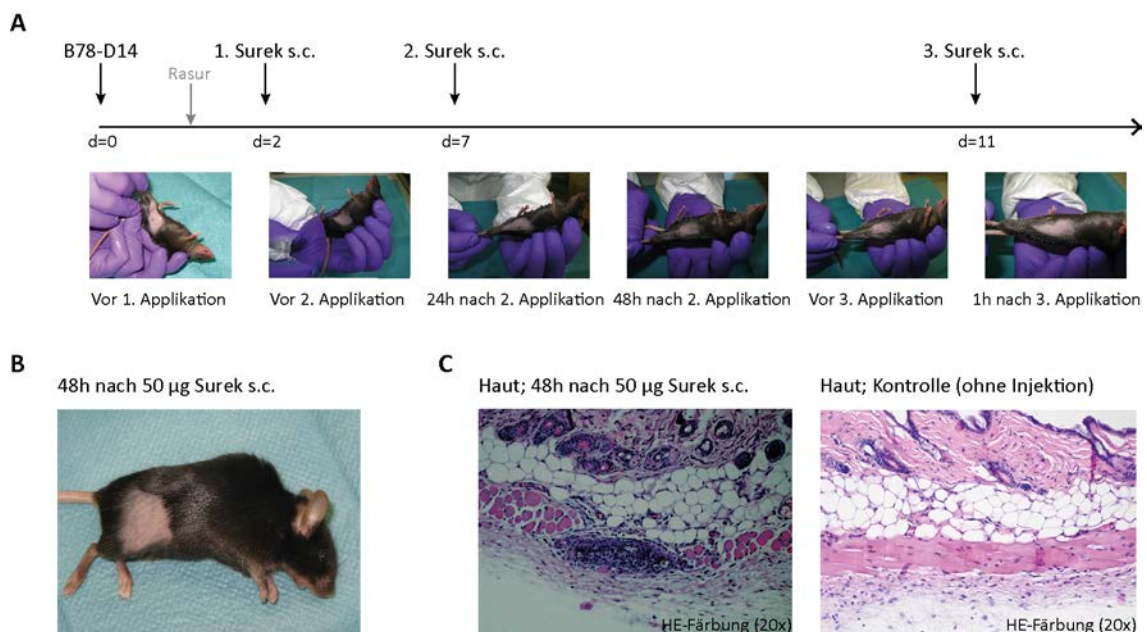 A
B78-D14
Rasur
1. Surek s.c.
2. Surek s.c.
3. Surek s.c.
d=0
d=2
d=7
d=11
Vor 1. Applikation
Vor 2. Applikation
24h nach 2. Applikation
48h nach 2. Applikation
Vor 3. Applikation
1h nach 3. Applikation
B
48h nach 50 µg Surek s.c.
C
Haut; 48h nach 50 µg Surek s.c.
Haut; Kontrolle (ohne Injektion)
HE-Färbung (20x)
HE-Färbung (20x)